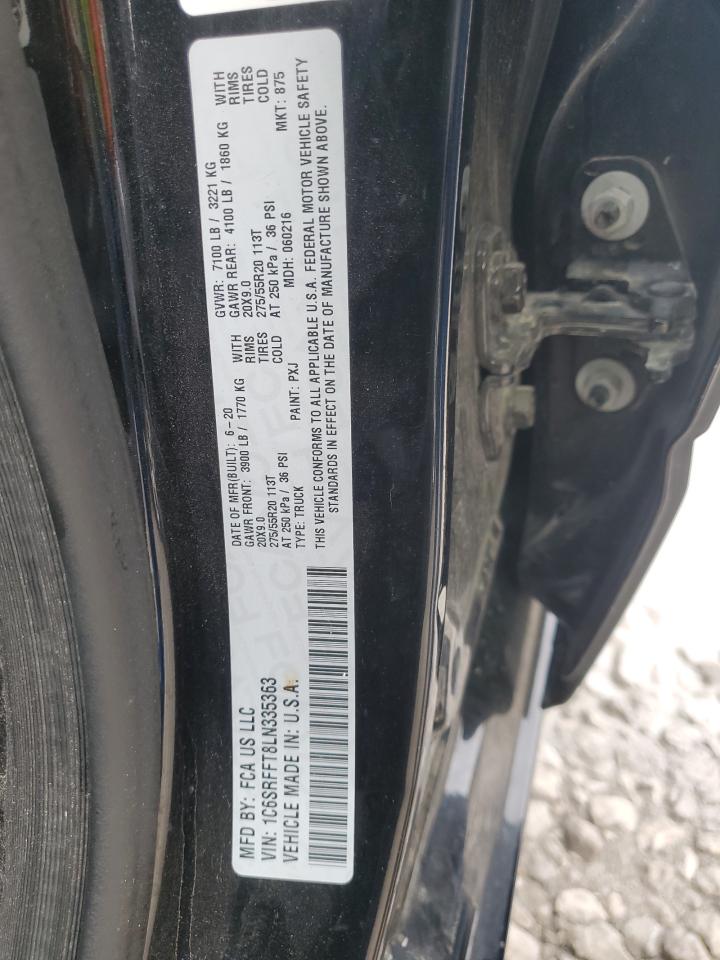 MFD BY: FCA US LLC
VIN: 1C6SRFFT8LN335363
VEHICLE MADE IN: U.S.A.
DATE OF MFR(BUILT): 6-20
GAWR FRONT: 3900 LB / 1770 KG WITH
20X9.0 RIMS
275/55R20 113T TIRES
AT 250 kPa / 36 PSI COLD
TYPE: TRUCK PAINT: PXJ
GVWR: 7100 LB / 3221 KG
GAWR REAR: 4100 LB / 1860 KG WITH
20X9.0 RIMS
275/55R20 113T TIRES
AT 250 kPa / 36 PSI COLD
MDH: 060216 MKT: 875
THIS VEHICLE CONFORMS TO ALL APPLICABLE U.S.A. FEDERAL MOTOR VEHICLE SAFETY
STANDARDS IN EFFECT ON THE DATE OF MANUFACTURE SHOWN ABOVE.